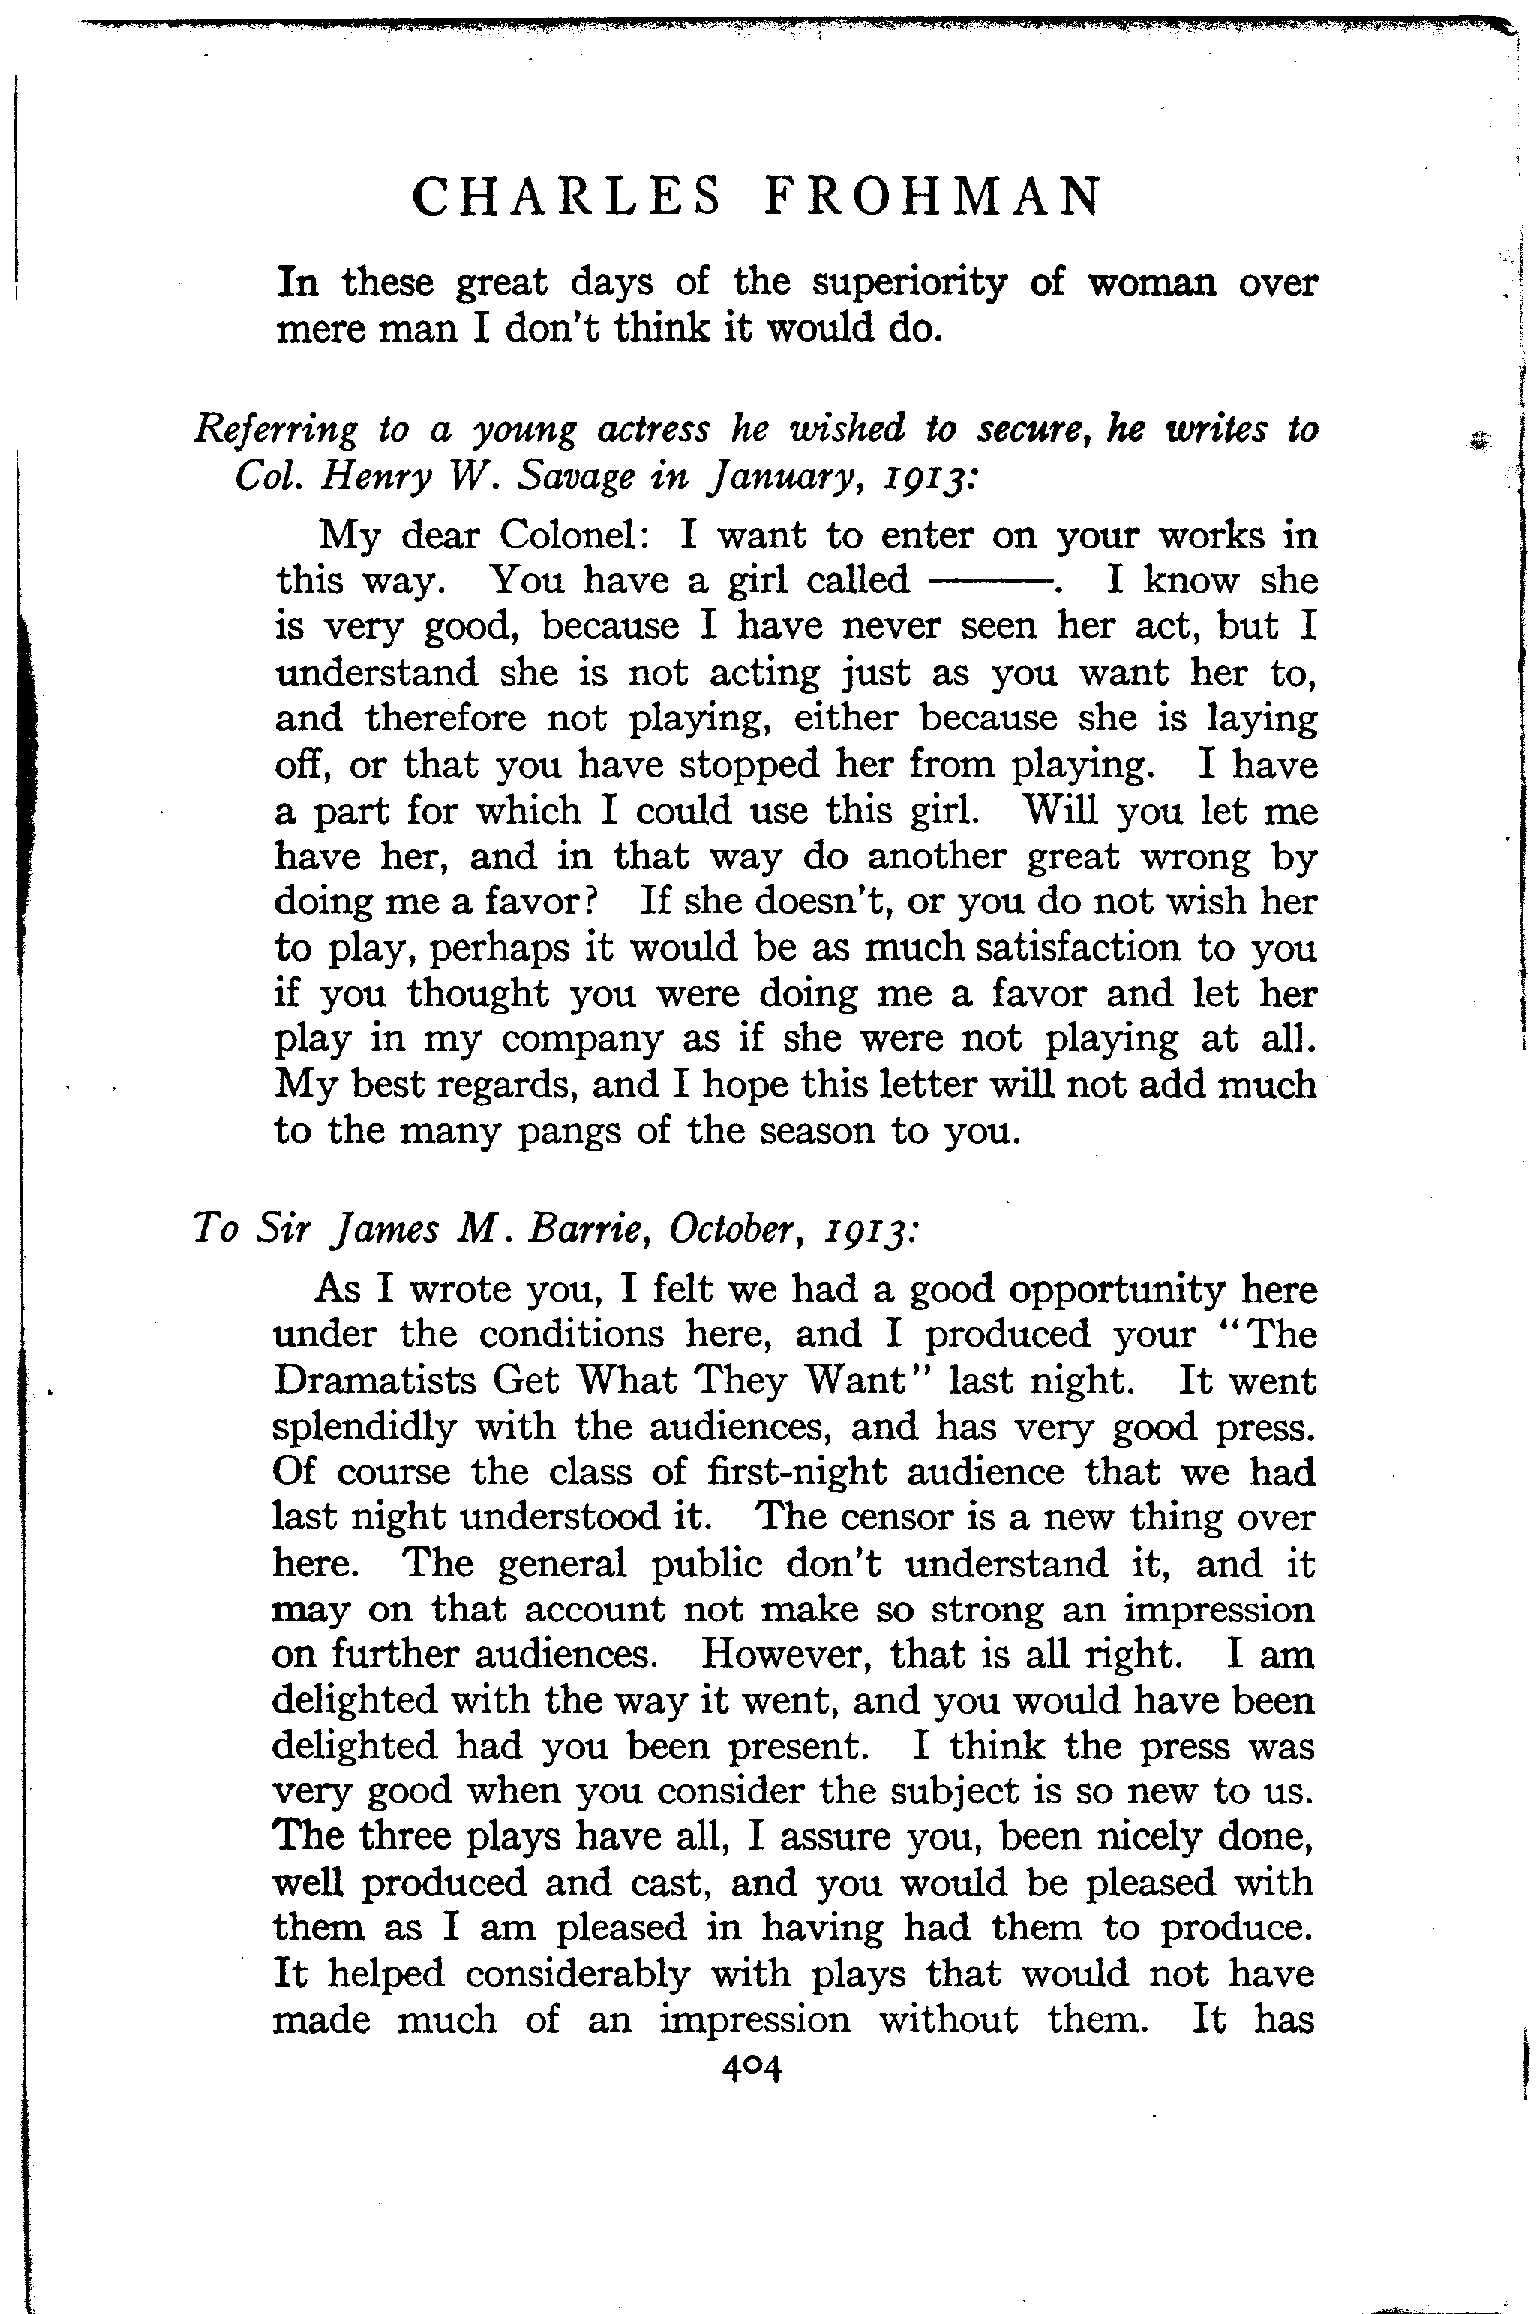 CHARLES FROHMAN
In these great days of the superiority of woman over
mere man I don't think it would do.
Referring to a young actress he wished to secure, he writes to
Col. Henry W. Savage in January, 1913:
My dear Colonel: I want to enter on your works in
this way. You have a girl called ———. I know she
is very good, because I have never seen her act, but I
understand she is not acting just as you want her to,
and therefore not playing, either because she is laying
off, or that you have stopped her from playing. I have
a part for which I could use this girl. Will you let me
have her, and in that way do another great wrong by
doing me a favor? If she doesn't, or you do not wish her
to play, perhaps it would be as much satisfaction to you
if you thought you were doing me a favor and let her
play in my company as if she were not playing at all.
My best regards, and I hope this letter will not add much
to the many pangs of the season to you.
To Sir James M. Barrie, October, 1913:
As I wrote you, I felt we had a good opportunity here
under the conditions here, and I produced your "The
Dramatists Get What They Want" last night. It went
splendidly with the audiences, and has very good press.
Of course the class of first-night audience that we had
last night understood it. The censor is a new thing over
here. The general public don't understand it, and it
may on that account not make so strong an impression
on further audiences. However, that is all right. I am
delighted with the way it went, and you would have been
delighted had you been present. I think the press was
very good when you consider the subject is so new to us.
The three plays have all, I assure you, been nicely done,
well produced and cast, and you would be pleased with
them as I am pleased in having had them to produce.
It helped considerably with plays that would not have
made much of an impression without them. It has
404